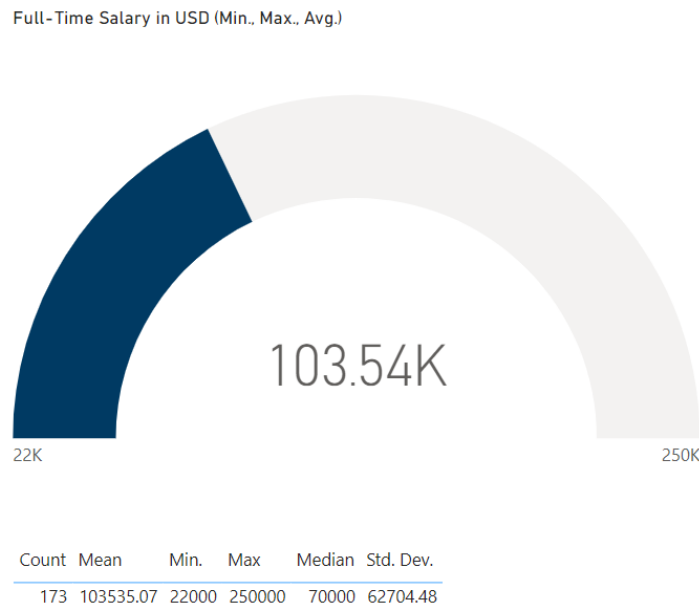 Full-Time Salary in USD (Min., Max., Avg.)
103.54K
22K 250K
Count Mean Min. Max Median Std. Dev.
173 103535.07 22000 250000 70000 62704.48